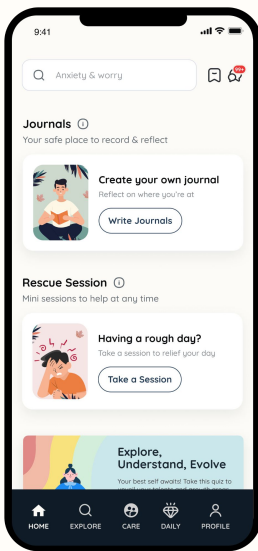 9:41
Anxiety & worry
99+
Journals
Your safe place to record & reflect
Create your own journal
Reflect on where you're at
Write Journals
Rescue Session
Mini sessions to help at any time
Having a rough day?
Take a session to relief your day
Take a Session
Explore,
Understand, Evolve
Your best self awaits! Take this quiz to
HOME
EXPLORE
CARE
DAILY
PROFILE